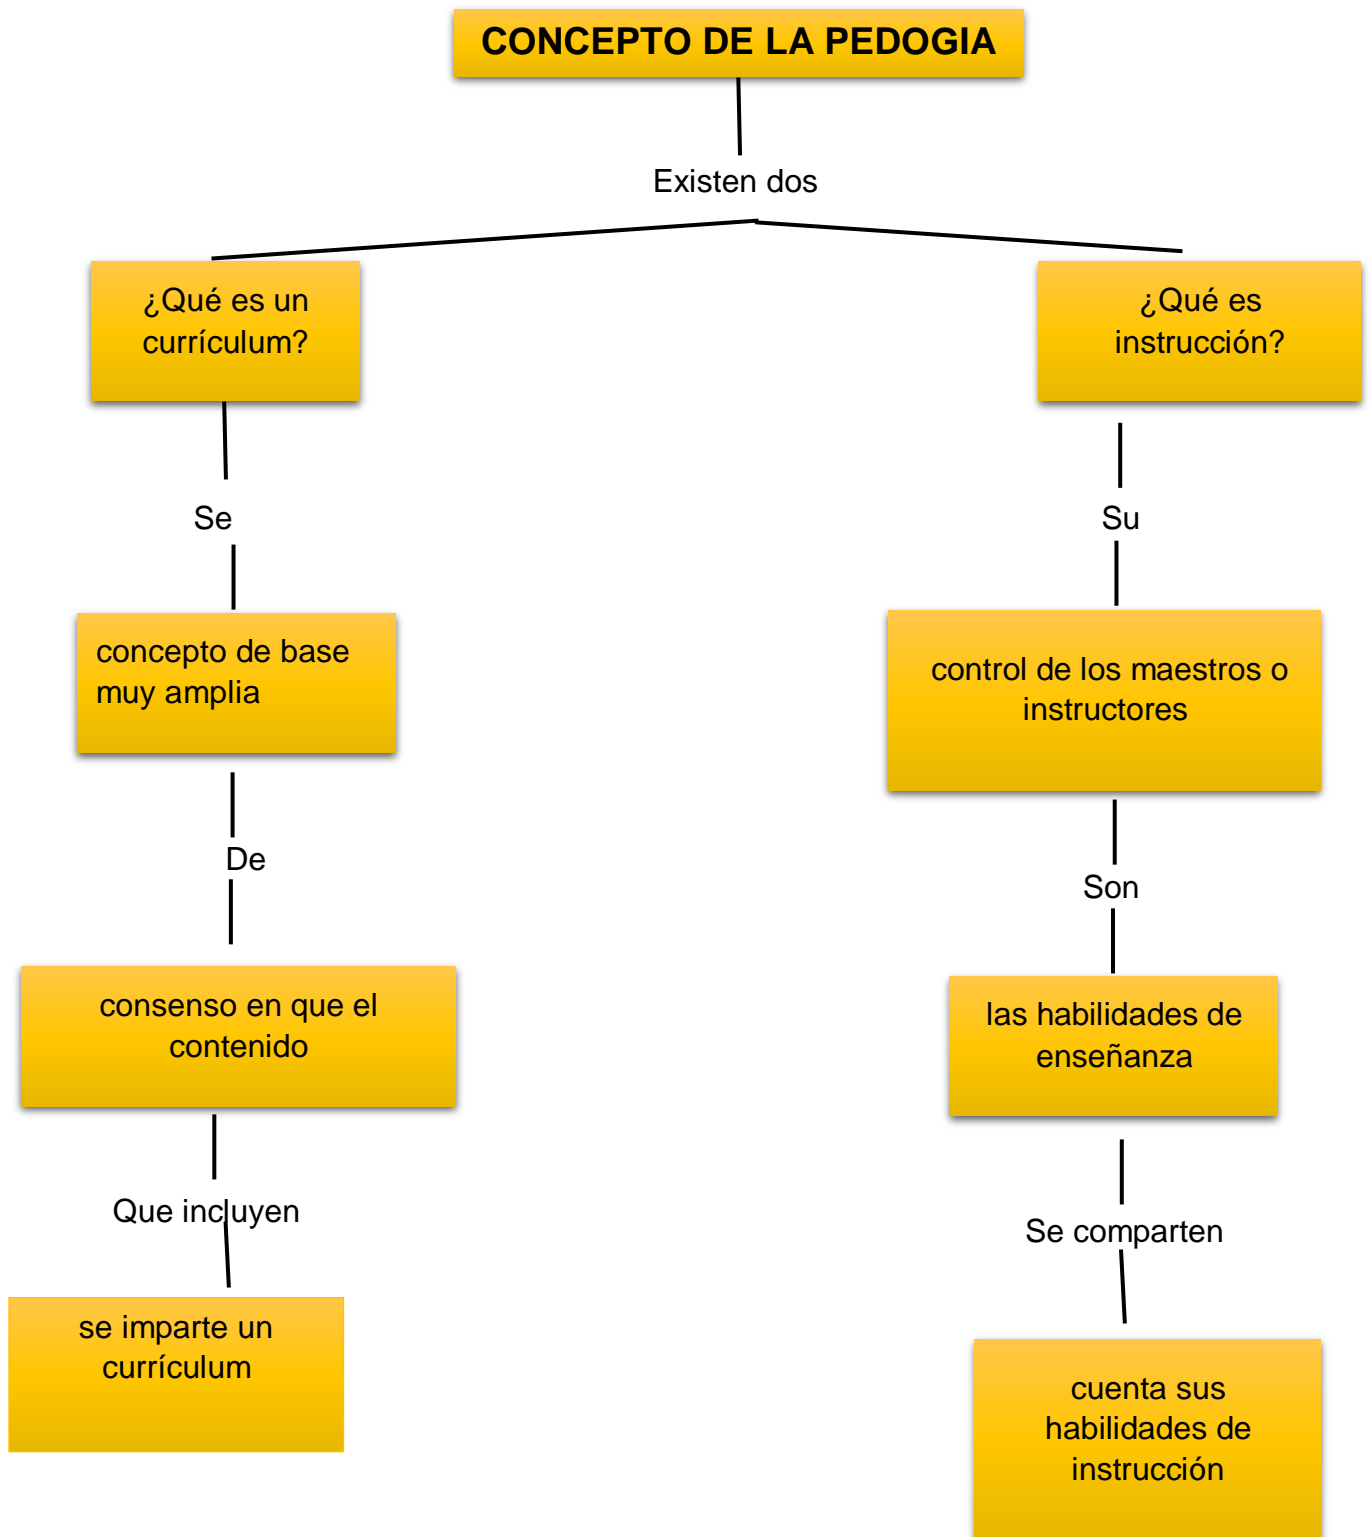 CONCEPTO DE LA PEDOGIA
Existen dos
¿Qué es un
currículum?
Se
concepto de base
muy amplia
De
consenso en que el
contenido
Que incluyen
se imparte un
currículum
¿Qué es
instrucción?
Su
control de los maestros o
instructores
Son
las habilidades de
enseñanza
Se comparten
cuenta sus
habilidades de
instrucción